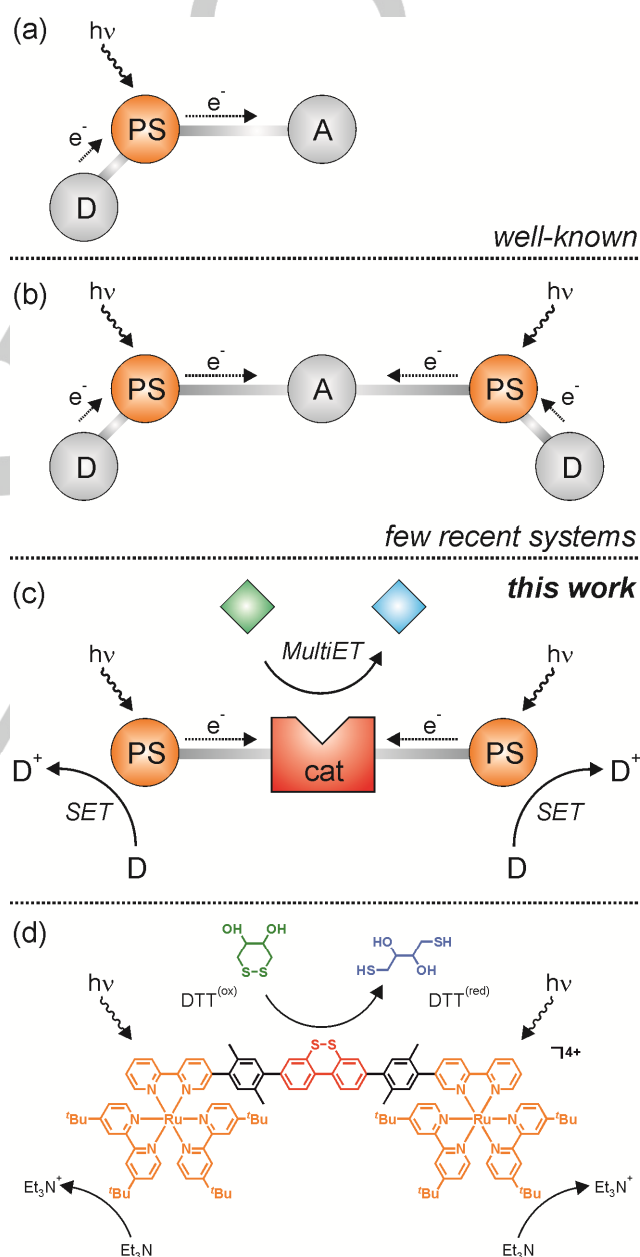 (a)
hν
e⁻
PS
A
e⁻
D
well-known
(b)
hν
hν
e⁻
e⁻
PS
A
PS
e⁻
e⁻
D
D
few recent systems
(c)
this work
MultiET
hν
hν
e⁻
e⁻
PS
cat
PS
D⁺
D⁺
SET
SET
D
D
(d)
OH
OH
S-S
DTT(ox)
HO
SH
HS
OH
DTT(red)
hν
hν
S-S
4+
N
N
N
N
ᵗBu
N
Ru
N
ᵗBu
ᵗBu
N
Ru
N
ᵗBu
N
N
N
N
ᵗBu
ᵗBu
ᵗBu
ᵗBu
Et₃N⁺
Et₃N⁺
Et₃N
Et₃N